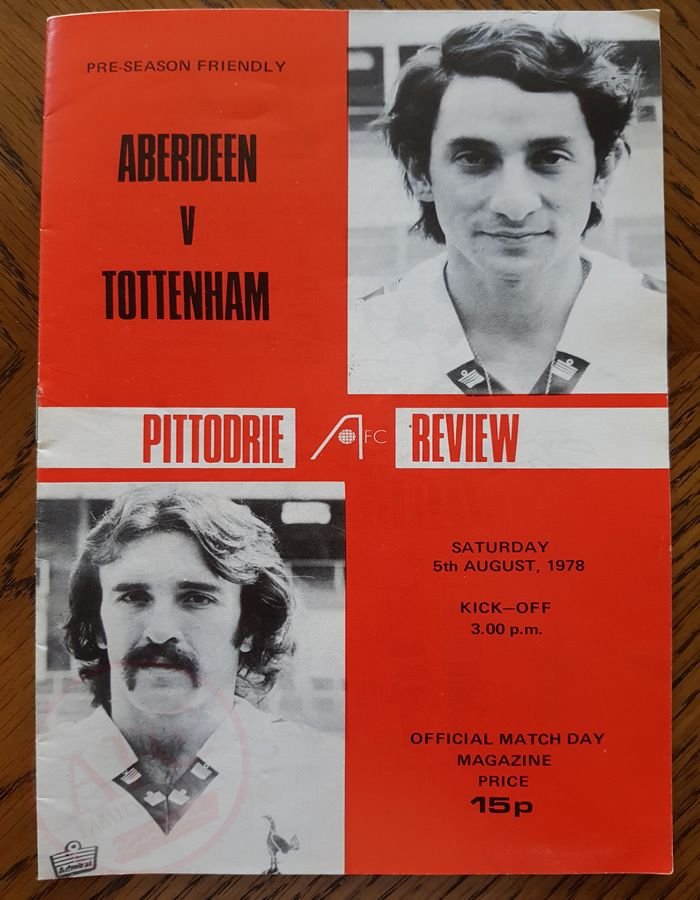 PRE-SEASON FRIENDLY
ABERDEEN
V
TOTTENHAM
PITTODRIE AFC REVIEW
SATURDAY
5th AUGUST, 1978
KICK-OFF
3.00 p.m.
OFFICIAL MATCH DAY
MAGAZINE
PRICE
15p
Admiral